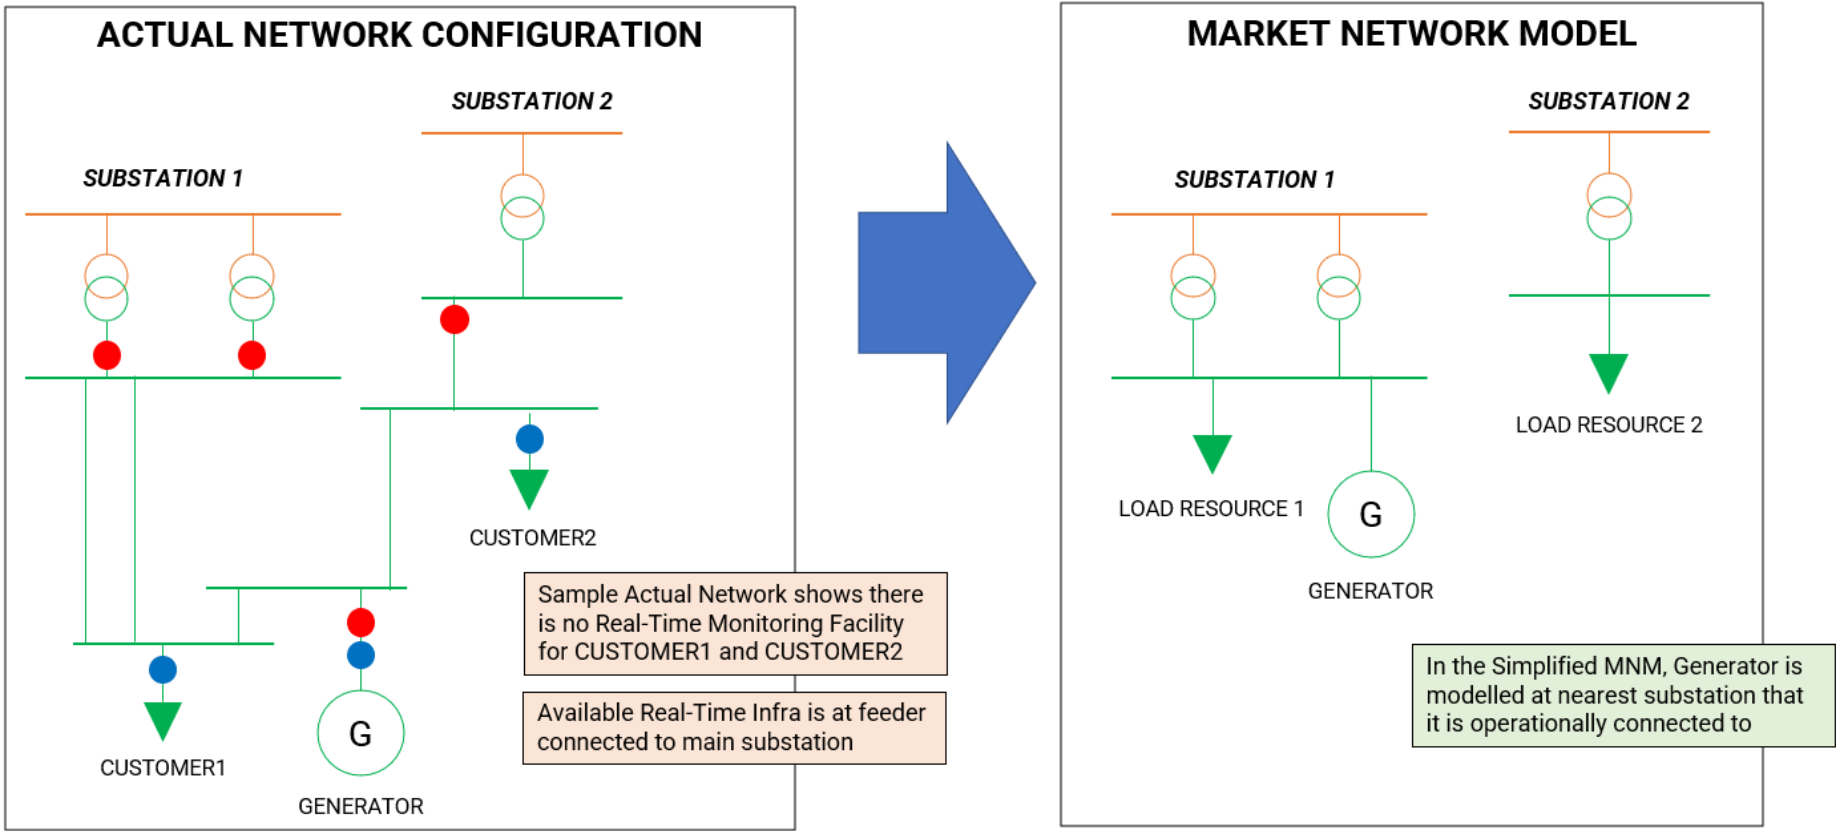 ACTUAL NETWORK CONFIGURATION
SUBSTATION 2
SUBSTATION 1
CUSTOMER2
Sample Actual Network shows there
is no Real-Time Monitoring Facility
for CUSTOMER1 and CUSTOMER2
Available Real-Time Infra is at feeder
connected to main substation
G
CUSTOMER1
GENERATOR
MARKET NETWORK MODEL
SUBSTATION 2
SUBSTATION 1
LOAD RESOURCE 2
LOAD RESOURCE 1
G
GENERATOR
In the Simplified MNM, Generator is
modelled at nearest substation that
it is operationally connected to